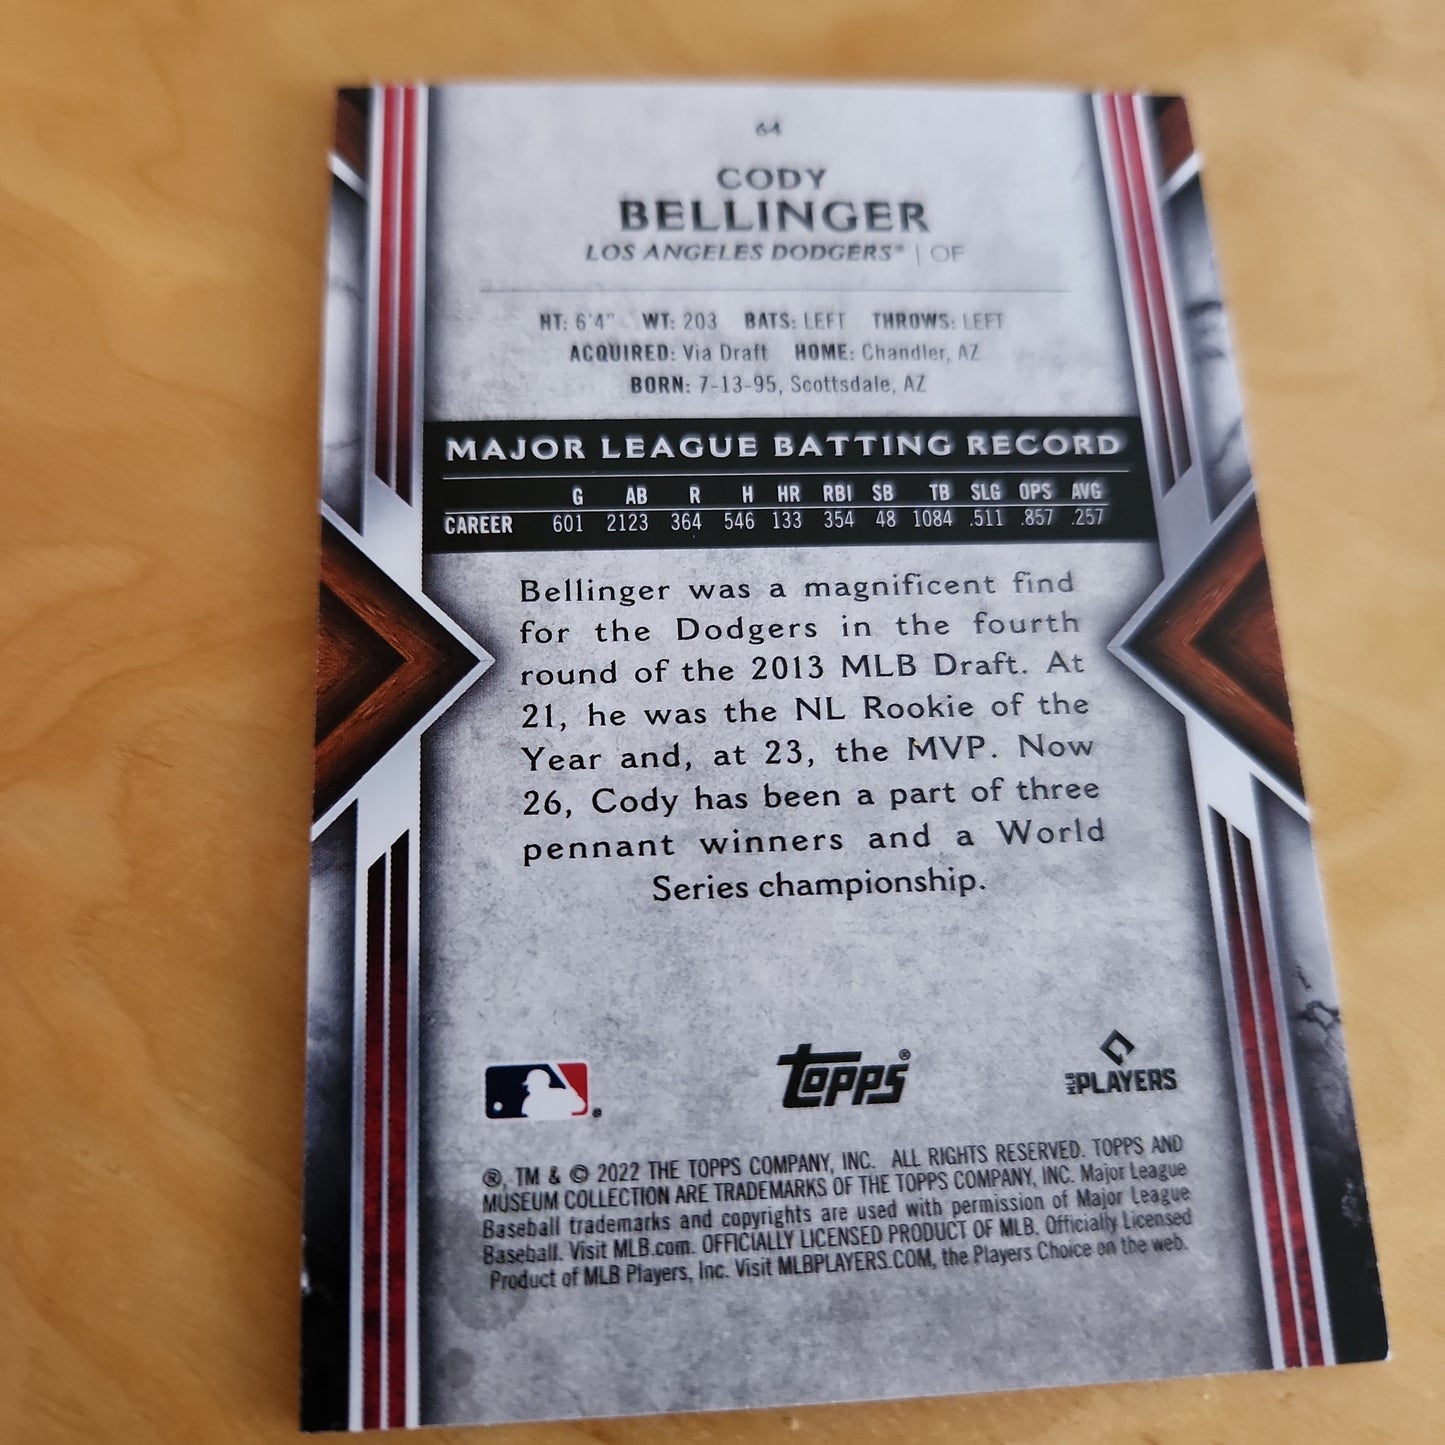 64
CODY
BELLINGER
LOS ANGELES DODGERS® | OF
HT: 6'4" WT: 203 BATS: LEFT THROWS: LEFT
ACQUIRED: Via Draft HOME: Chandler, AZ
BORN: 7-13-95, Scottsdale, AZ
MAJOR LEAGUE BATTING RECORD
G AB R H HR RBI SB TB SLG OPS AVG
CAREER 601 2123 364 546 133 354 48 1084 .511 .857 .257
Bellinger was a magnificent find
for the Dodgers in the fourth
round of the 2013 MLB Draft. At
21, he was the NL Rookie of the
Year and, at 23, the MVP. Now
26, Cody has been a part of three
pennant winners and a World
Series championship.
Topps® MLB PLAYERS
®, TM & © 2022 THE TOPPS COMPANY, INC. ALL RIGHTS RESERVED. TOPPS AND
MUSEUM COLLECTION ARE TRADEMARKS OF THE TOPPS COMPANY, INC. Major League
Baseball trademarks and copyrights are used with permission of Major League
Baseball. Visit MLB.com. OFFICIALLY LICENSED PRODUCT OF MLB. Officially Licensed
Product of MLB Players, Inc. Visit MLBPLAYERS.COM, the Players Choice on the web.